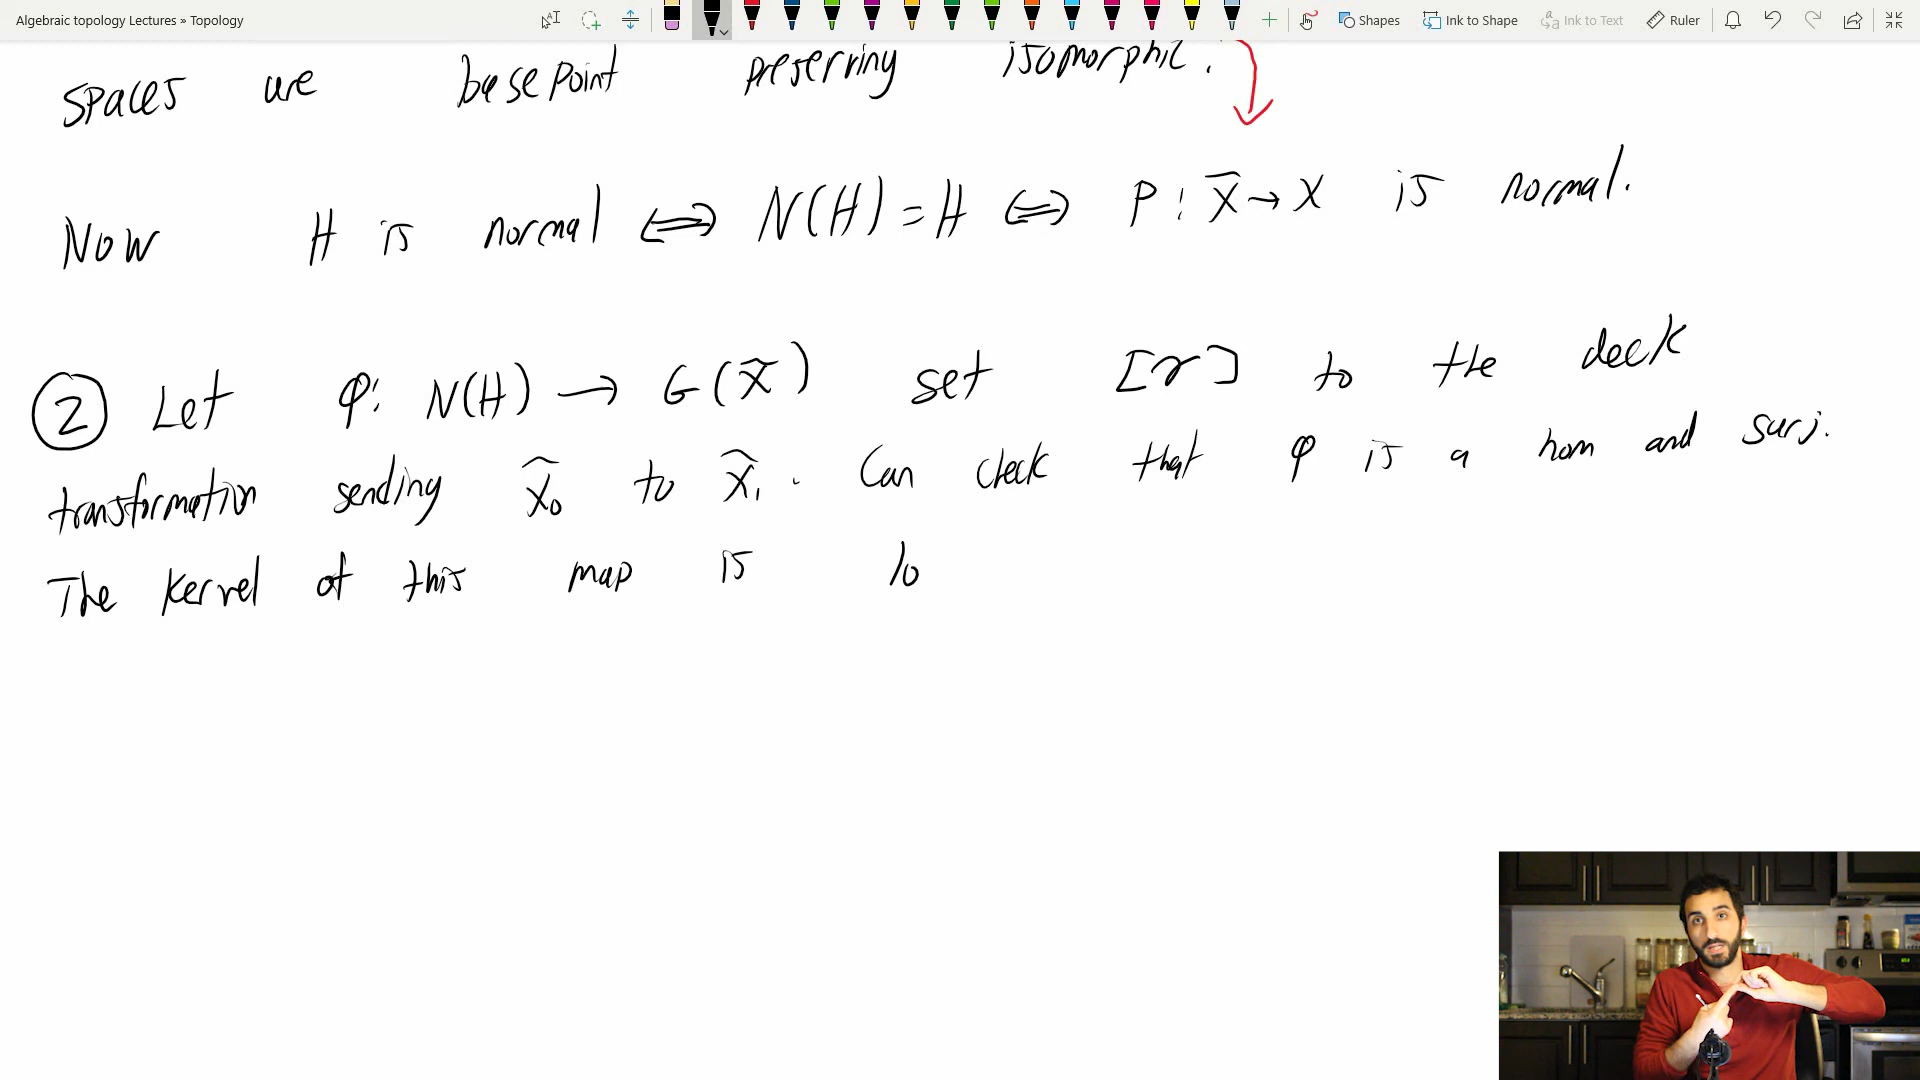 Algebraic topology Lectures » Topology
Shapes
Ink to Shape
Ink to Text
Ruler
spaces are basepoint preserving isomorphic.
Now H is normal ⟺ N(H) = H ⟺ P : X̃ → X is normal.
② Let φ: N(H) → G(X̃) set [γ] to the deck
transformation sending x̃₀ to x̃₁. Can check that φ is a hom and surj.
The kernel of this map is lo